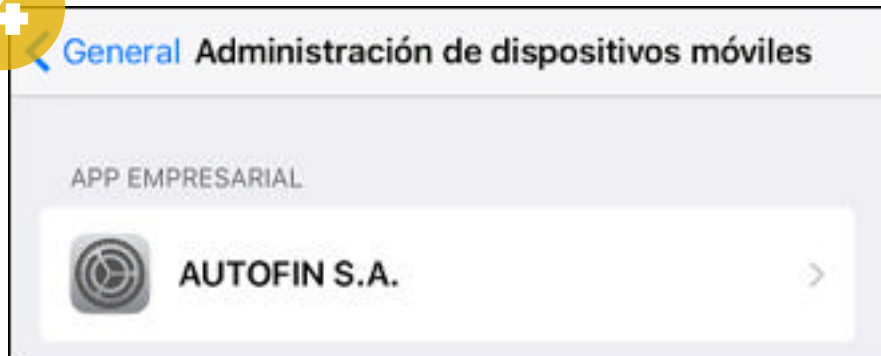 General Administración de dispositivos móviles
APP EMPRESARIAL
AUTOFIN S.A.